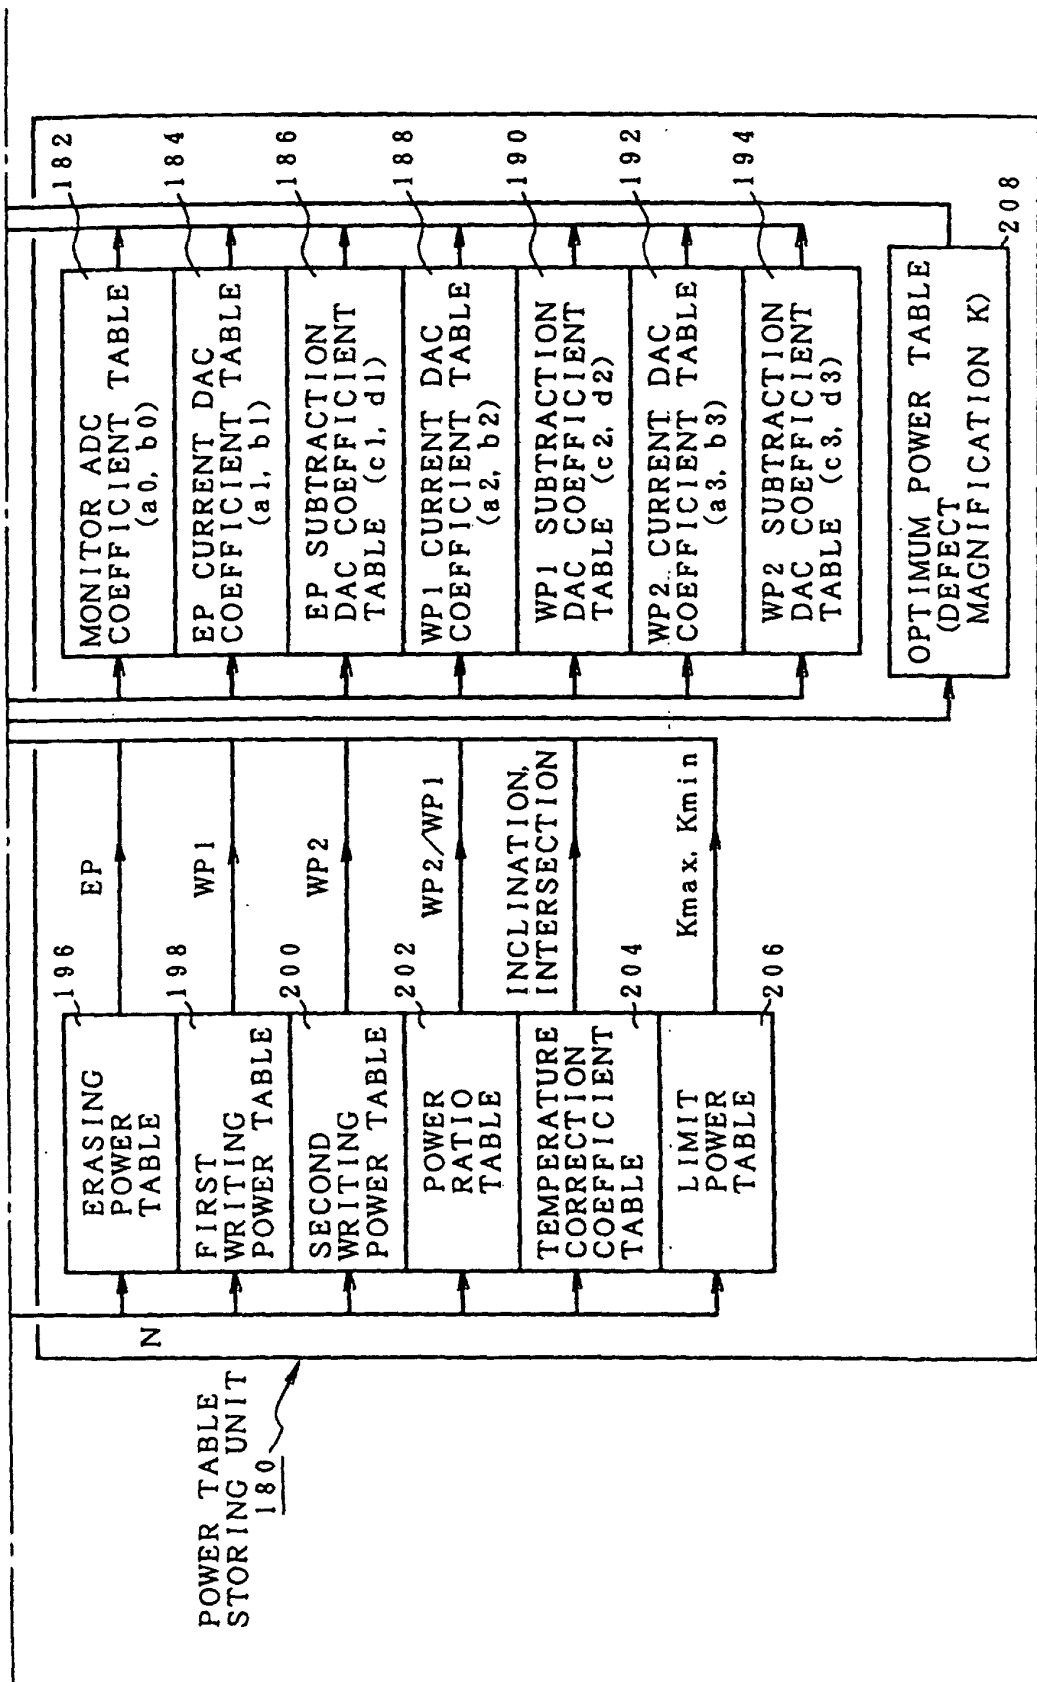 POWER TABLE
STORING UNIT
180
N
ERASING
POWER
TABLE
196
EP
FIRST
WRITING
POWER TABLE
198
WP1
SECOND
WRITING
POWER TABLE
200
WP2
POWER
RATIO
TABLE
202
WP2/WP1
TEMPERATURE
CORRECTION
COEFFICIENT
TABLE
204
INCLINATION,
INTERSECTION
LIMIT
POWER
TABLE
206
Kmax, Kmin
MONITOR ADC
COEFFICIENT TABLE
(a0, b0)
182
EP CURRENT DAC
COEFFICIENT TABLE
(a1, b1)
184
EP SUBTRACTION
DAC COEFFICIENT
TABLE (c1, d1)
186
WP1 CURRENT DAC
COEFFICIENT TABLE
(a2, b2)
188
WP1 SUBTRACTION
DAC COEFFICIENT
TABLE (c2, d2)
190
WP2 CURRENT DAC
COEFFICIENT TABLE
(a3, b3)
192
WP2 SUBTRACTION
DAC COEFFICIENT
TABLE (c3, d3)
194
OPTIMUM POWER TABLE
(DEFECT
MAGNIFICATION K)
208